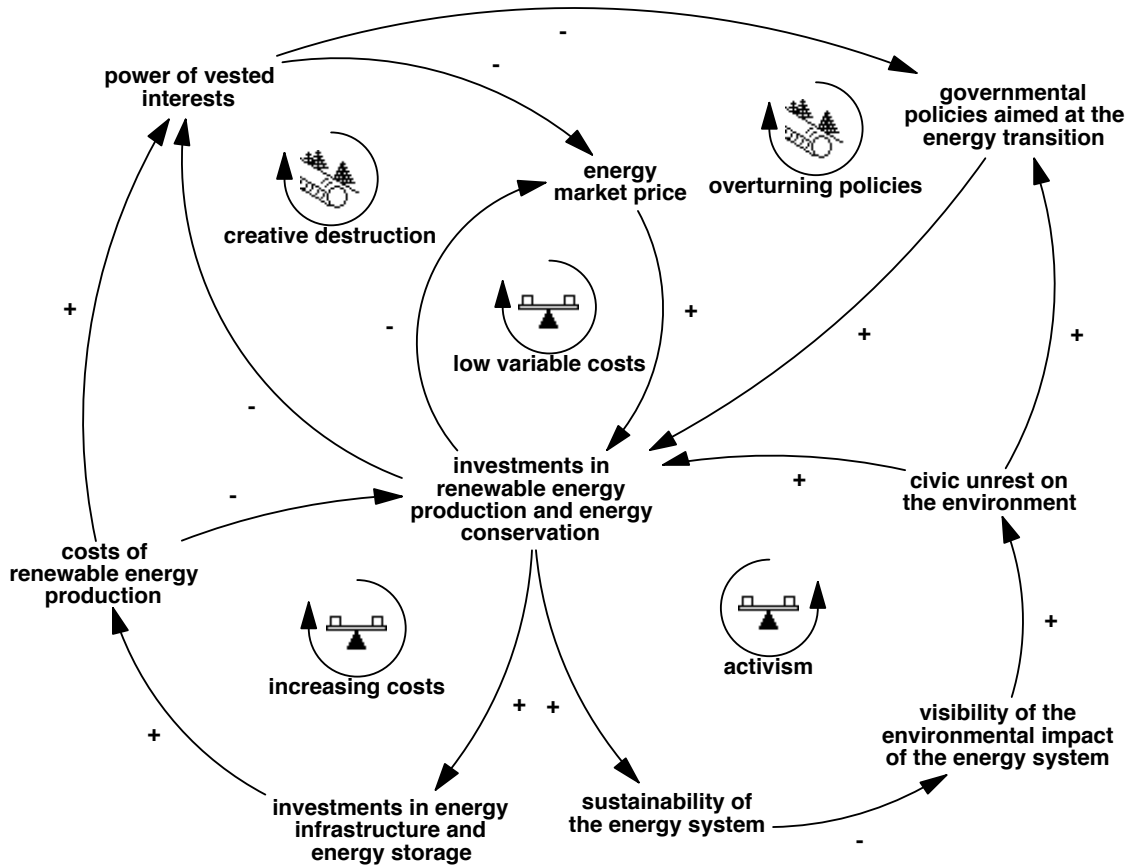 -
-
power of vested
interests
governmental
policies aimed at the
energy transition
energy
market price
overturning policies
creative destruction
+
-
+
+
+
low variable costs
-
investments in
renewable energy
production and energy
conservation
+
civic unrest on
the environment
-
costs of
renewable energy
production
+
activism
increasing costs
+
+
+
visibility of the
environmental impact
of the energy system
investments in energy
infrastructure and
energy storage
sustainability of
the energy system
-